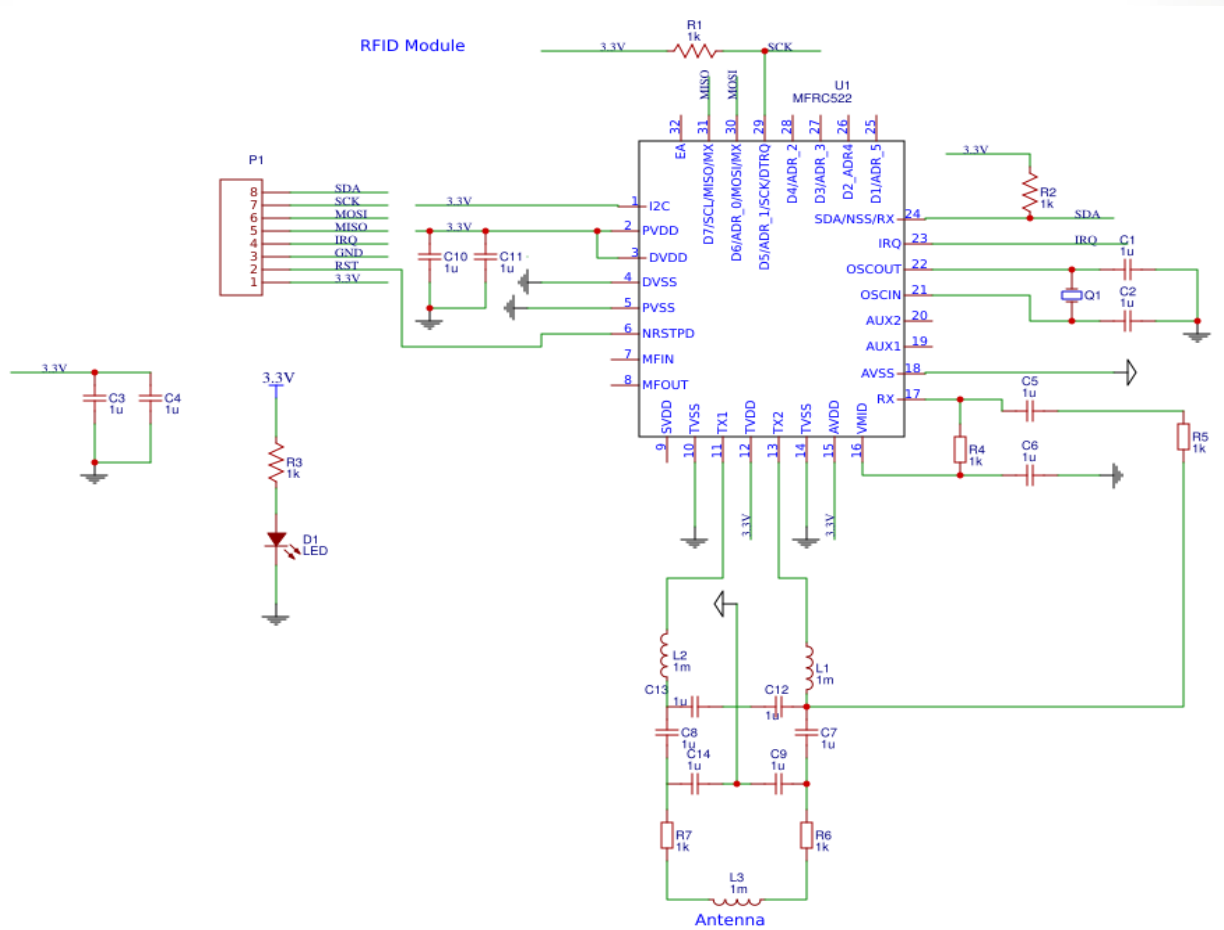 RFID Module
R1
1k
3.3V
SCK
MISO
MOSI
U1
MFRC522
32
31
30
29
28
27
26
25
EA
D7/SCL/MISO/MX
D6/ADR_0/MOSI/MX
D5/ADR_1/SCK/DTRQ
D4/ADR_2
D3/ADR_3
D2_ADR4
D1/ADR_5
P1
8 SDA
7 SCK
6 MOSI
5 MISO
4 IRQ
3 GND
2 RST
1 3.3V
3.3V
3.3V
C10
1u
C11
1u
1 I2C
2 PVDD
3 DVDD
4 DVSS
5 PVSS
6 NRSTPD
7 MFIN
8 MFOUT
3.3V
R2
1k
SDA/NSS/RX 24 SDA
IRQ 23 IRQ
OSCOUT 22
OSCIN 21
AUX2 20
AUX1 19
AVSS 18
RX 17
C1
1u
Q1
C2
1u
3.3V
C3
1u
C4
1u
3.3V
R3
1k
D1
LED
SVDD
TVSS
TX1
TVDD
TX2
TVSS
AVDD
VMID
9
10
11
12
13
14
15
16
C5
1u
R4
1k
C6
1u
R5
1k
3.3V
3.3V
L2
1m
L1
1m
C13
1u
C12
1u
C8
1u
C7
1u
C14
1u
C9
1u
R7
1k
R6
1k
L3
1m
Antenna